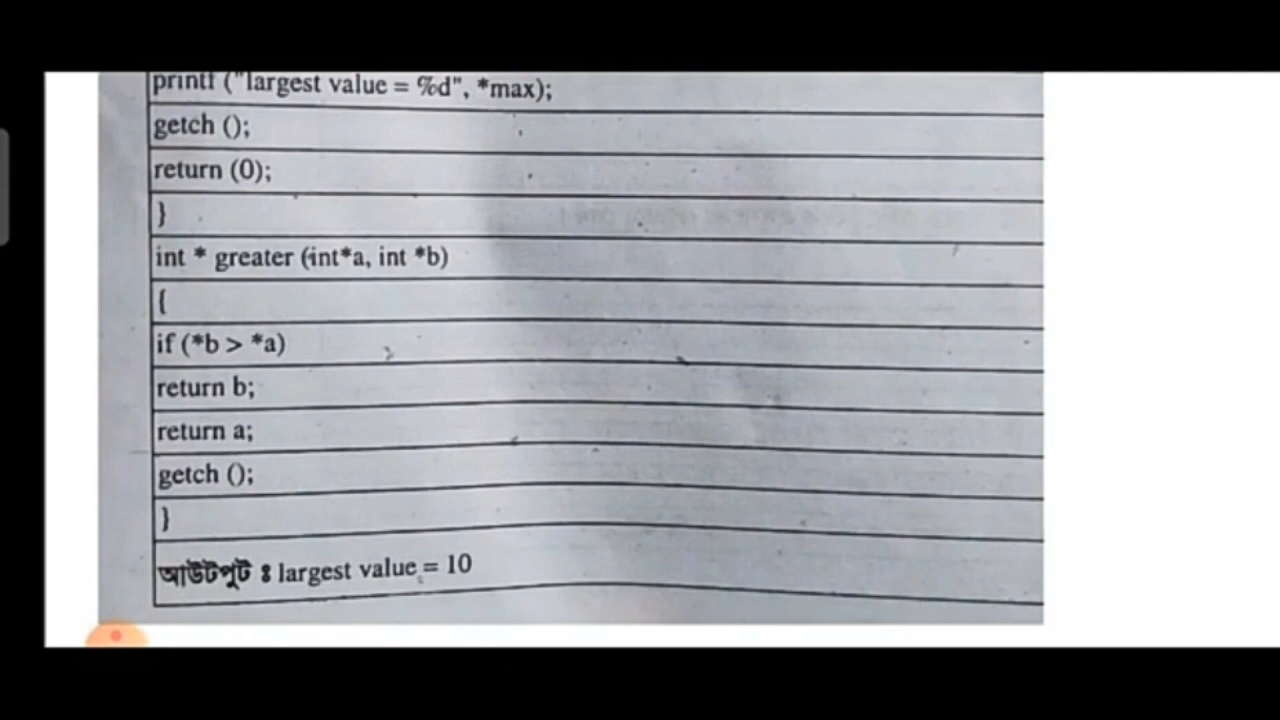 printf ("largest value = %d", *max);
getch ();
return (0);
}
int * greater (int*a, int *b)
{
if (*b > *a)
return b;
return a;
getch ();
}
আউটপুট ঃ largest value = 10